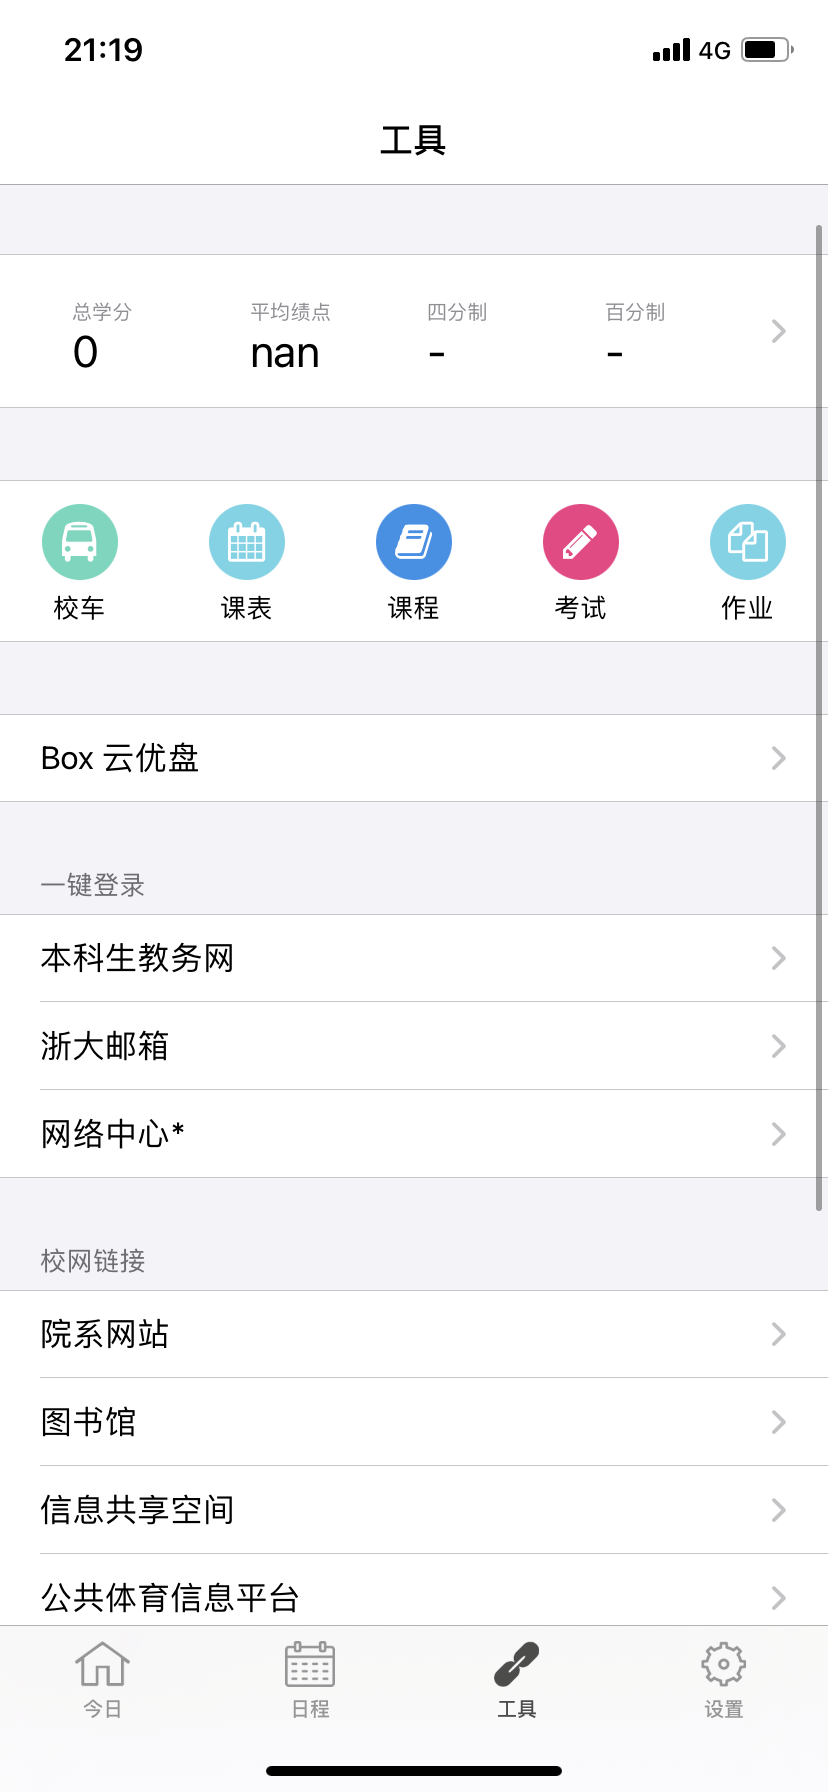 21:19 4G
工具
总学分 平均绩点 四分制 百分制
0 nan - -
校车 课表 课程 考试 作业
Box 云优盘
一键登录
本科生教务网
浙大邮箱
网络中心*
校网链接
院系网站
图书馆
信息共享空间
公共体育信息平台
今日 日程 工具 设置